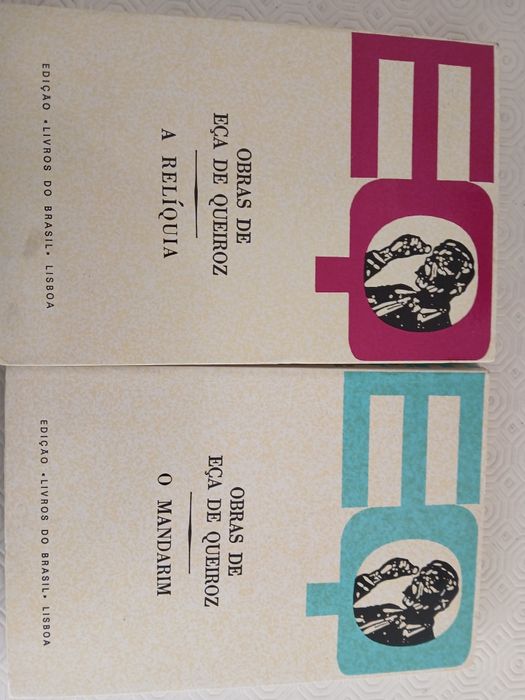 EQ
OBRAS DE
EÇA DE QUEIROZ
A RELÍQUIA
EDIÇÃO «LIVROS DO BRASIL» LISBOA
EQ
OBRAS DE
EÇA DE QUEIROZ
O MANDARIM
EDIÇÃO «LIVROS DO BRASIL» LISBOA